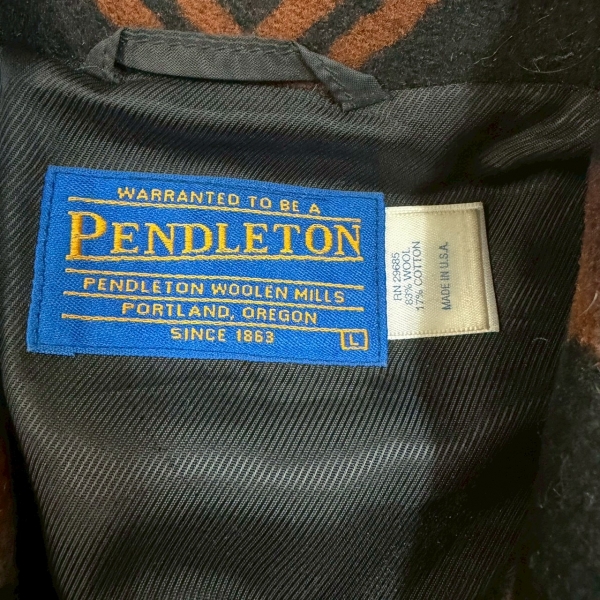 WARRANTED TO BE A
PENDLETON
PENDLETON WOOLEN MILLS
PORTLAND, OREGON
SINCE 1863
L
RN 29685
83% WOOL
17% COTTON
MADE IN U.S.A.